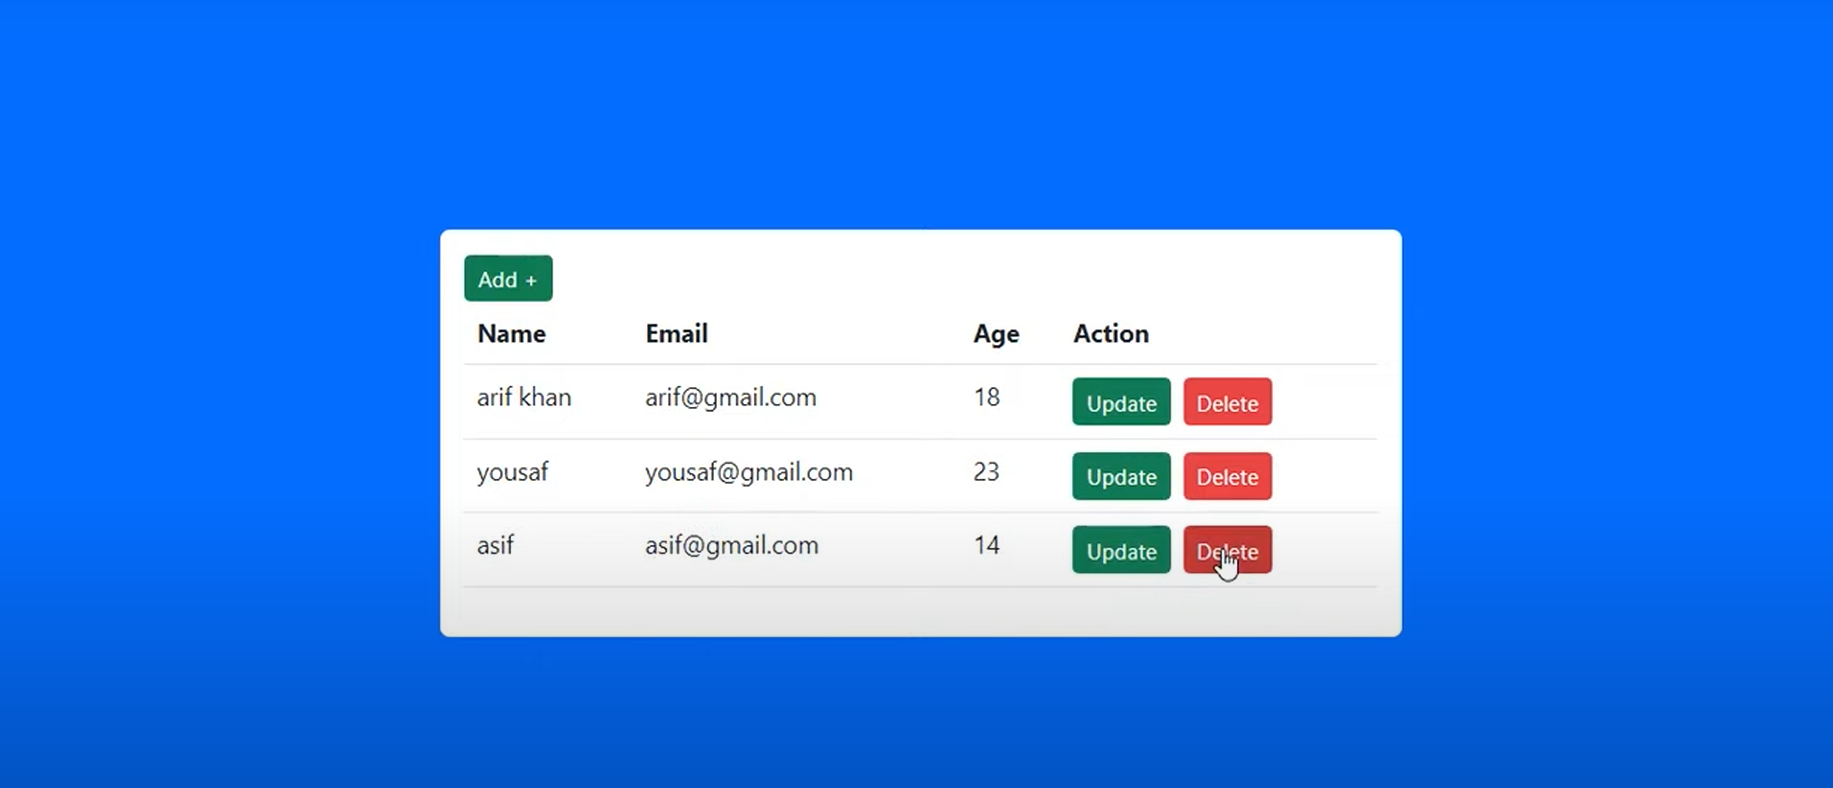 Add +
Name Email Age Action
arif khan arif@gmail.com 18 Update Delete
yousaf yousaf@gmail.com 23 Update Delete
asif asif@gmail.com 14 Update Delete